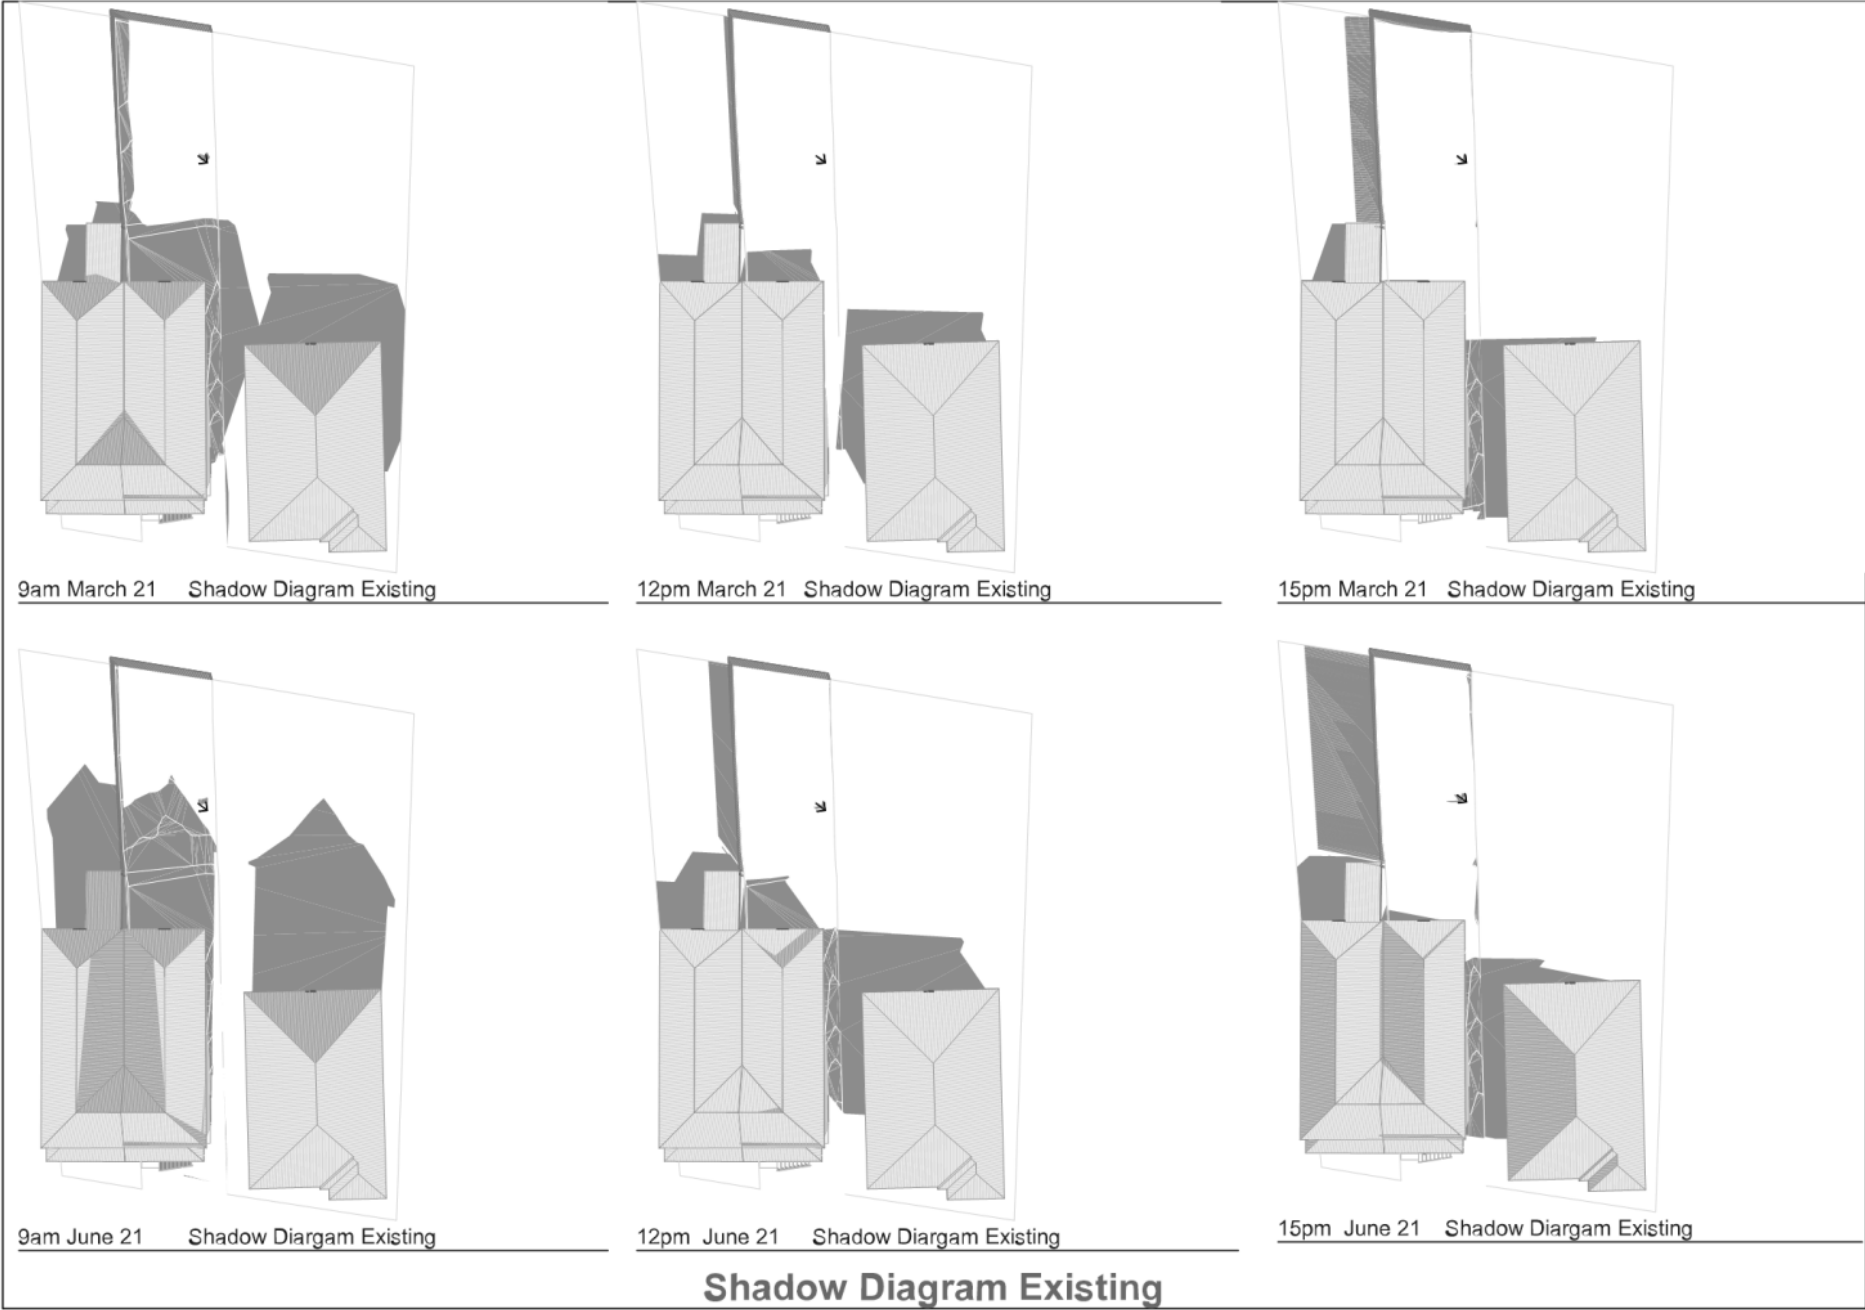 9am March 21 Shadow Diagram Existing
12pm March 21 Shadow Diagram Existing
15pm March 21 Shadow Diargam Existing
9am June 21 Shadow Diargam Existing
12pm June 21 Shadow Diargam Existing
15pm June 21 Shadow Diargam Existing
Shadow Diagram Existing